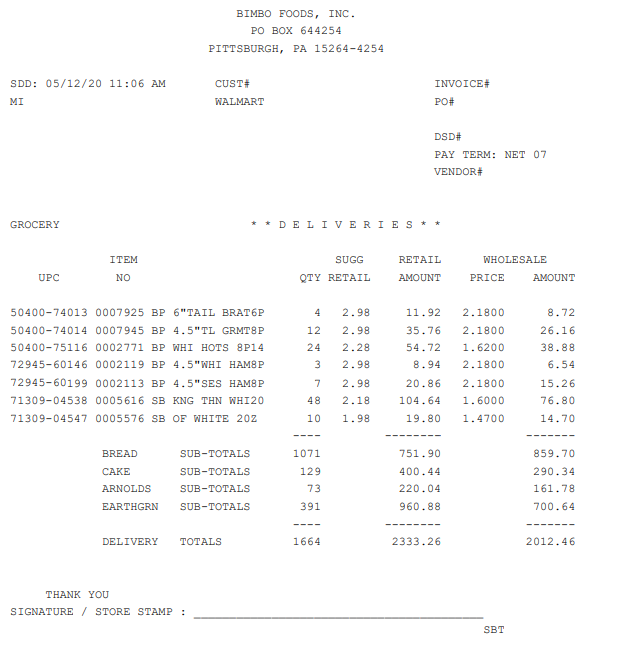 BIMBO FOODS, INC.
PO BOX 644254
PITTSBURGH, PA 15264-4254
SDD: 05/12/20 11:06 AM CUST# INVOICE#
MI WALMART PO#
DSD#
PAY TERM: NET 07
VENDOR#
GROCERY * * D E L I V E R I E S * *
ITEM SUGG RETAIL WHOLESALE
UPC NO QTY RETAIL AMOUNT PRICE AMOUNT
50400-74013 0007925 BP 6"TAIL BRAT6P 4 2.98 11.92 2.1800 8.72
50400-74014 0007945 BP 4.5"TL GRMT8P 12 2.98 35.76 2.1800 26.16
50400-75116 0002771 BP WHI HOTS 8P14 24 2.28 54.72 1.6200 38.88
72945-60146 0002119 BP 4.5"WHI HAM8P 3 2.98 8.94 2.1800 6.54
72945-60199 0002113 BP 4.5"SES HAM8P 7 2.98 20.86 2.1800 15.26
71309-04538 0005616 SB KNG THN WHI20 48 2.18 104.64 1.6000 76.80
71309-04547 0005576 SB OF WHITE 20Z 10 1.98 19.80 1.4700 14.70
---- -------- -------
BREAD SUB-TOTALS 1071 751.90 859.70
CAKE SUB-TOTALS 129 400.44 290.34
ARNOLDS SUB-TOTALS 73 220.04 161.78
EARTHGRN SUB-TOTALS 391 960.88 700.64
---- -------- -------
DELIVERY TOTALS 1664 2333.26 2012.46
THANK YOU
SIGNATURE / STORE STAMP : _________________________________________
SBT